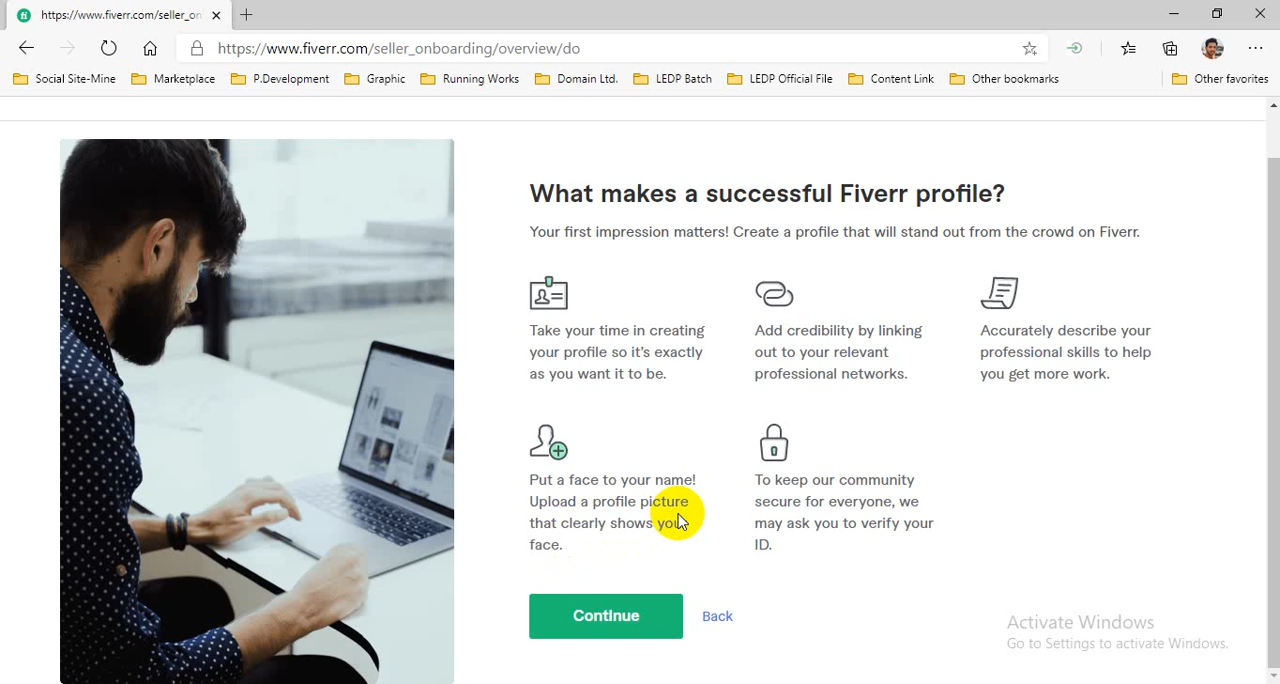 https://www.fiverr.com/seller_on
https://www.fiverr.com/seller_onboarding/overview/do
Social Site-Mine
Marketplace
P.Development
Graphic
Running Works
Domain Ltd.
LEDP Batch
LEDP Official File
Content Link
Other bookmarks
Other favorites
What makes a successful Fiverr profile?
Your first impression matters! Create a profile that will stand out from the crowd on Fiverr.
Take your time in creating
your profile so it's exactly
as you want it to be.
Add credibility by linking
out to your relevant
professional networks.
Accurately describe your
professional skills to help
you get more work.
Put a face to your name!
Upload a profile picture
that clearly shows your
face.
To keep our community
secure for everyone, we
may ask you to verify your
ID.
Continue
Back
Activate Windows
Go to Settings to activate Windows.